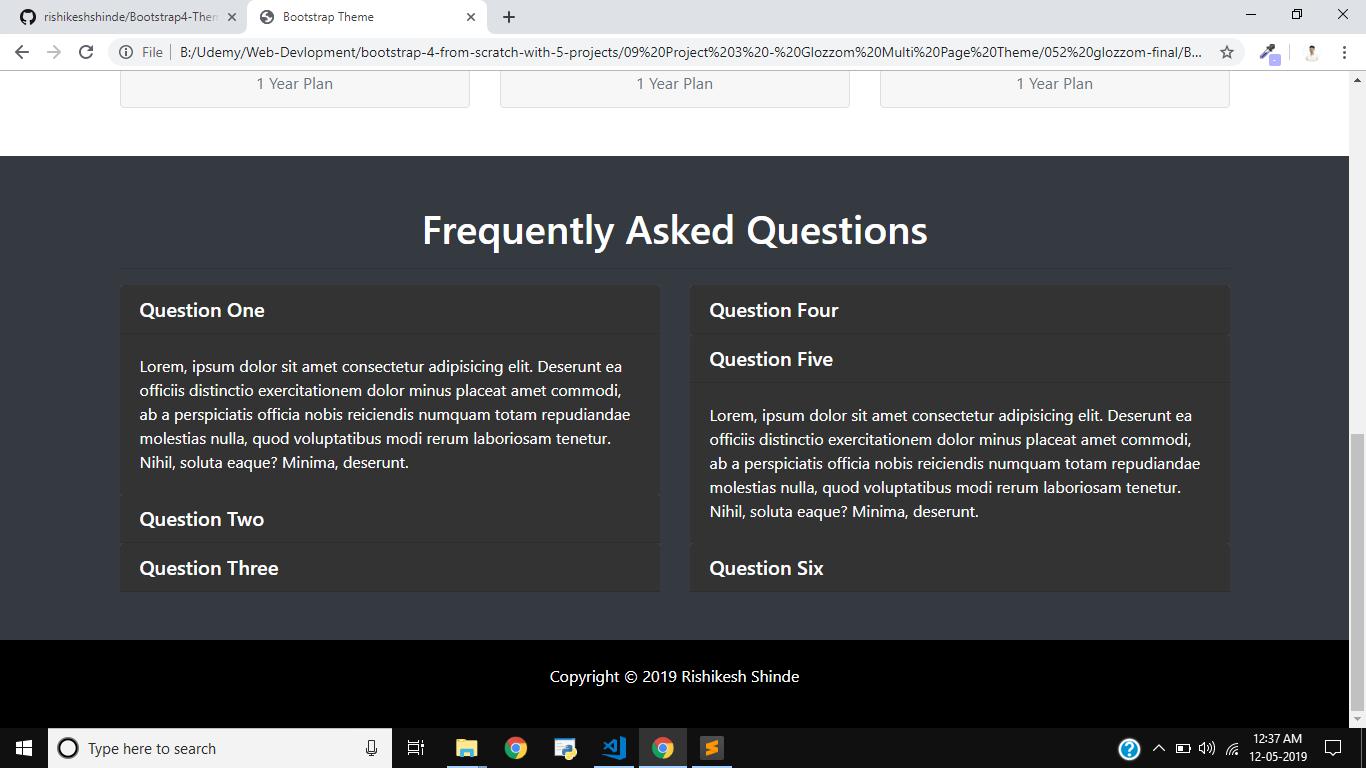 rishikeshshinde/Bootstrap4-Them
Bootstrap Theme
File
B:/Udemy/Web-Devlopment/bootstrap-4-from-scratch-with-5-projects/09%20Project%203%20-%20Glozzom%20Multi%20Page%20Theme/052%20glozzom-final/B...
1 Year Plan
1 Year Plan
1 Year Plan
Frequently Asked Questions
Question One
Lorem, ipsum dolor sit amet consectetur adipisicing elit. Deserunt ea
officiis distinctio exercitationem dolor minus placeat amet commodi,
ab a perspiciatis officia nobis reiciendis numquam totam repudiandae
molestias nulla, quod voluptatibus modi rerum laboriosam tenetur.
Nihil, soluta eaque? Minima, deserunt.
Question Two
Question Three
Question Four
Question Five
Lorem, ipsum dolor sit amet consectetur adipisicing elit. Deserunt ea
officiis distinctio exercitationem dolor minus placeat amet commodi,
ab a perspiciatis officia nobis reiciendis numquam totam repudiandae
molestias nulla, quod voluptatibus modi rerum laboriosam tenetur.
Nihil, soluta eaque? Minima, deserunt.
Question Six
Copyright © 2019 Rishikesh Shinde
Type here to search
12:37 AM
12-05-2019